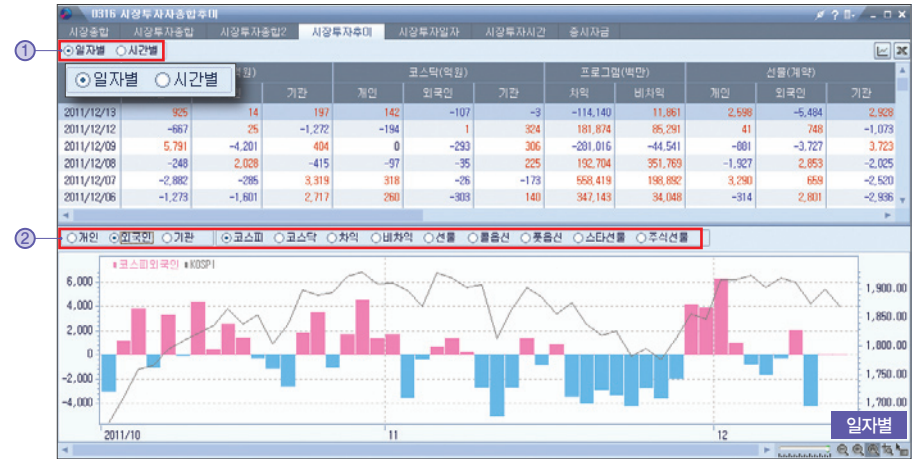 0316 시장투자자종합추이
시장종합 시장투자종합 시장투자종합2 시장투자추이 시장투자일자 시장투자시간 증시자금
① 일자별 시간별
일자별 시간별
코스닥(억원) 프로그램(백만) 선물(계약)
기관 개인 외국인 기관 차익 비차익 개인 외국인 기관
2011/12/13 925 14 197 142 -107 -3 -114,140 11,861 2,598 -5,484 2,928
2011/12/12 -667 25 -1,272 -194 1 324 181,874 85,291 41 748 -1,073
2011/12/09 5,791 -4,201 404 0 -293 306 -281,016 -44,541 -881 -3,727 3,723
2011/12/08 -248 2,028 -415 -97 -35 225 192,704 351,769 -1,927 2,853 -2,025
2011/12/07 -2,882 -285 3,319 318 -26 -173 558,419 198,892 3,290 659 -2,520
2011/12/06 -1,273 -1,601 2,717 260 -303 140 347,143 34,048 -314 2,801 -2,936
② 개인 외국인 기관 코스피 코스닥 차익 비차익 선물 콜옵션 풋옵션 스타선물 주식선물
코스피외국인 KOSPI
6,000
4,000
2,000
0
-2,000
-4,000
1,900.00
1,850.00
1,800.00
1,750.00
1,700.00
2011/10 11 12
일자별